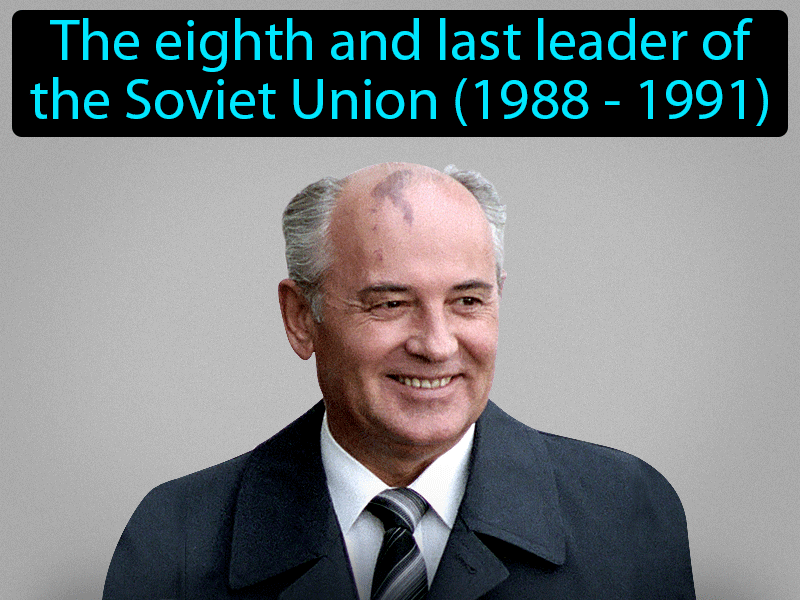 The eighth and last leader of
the Soviet Union (1988 - 1991)